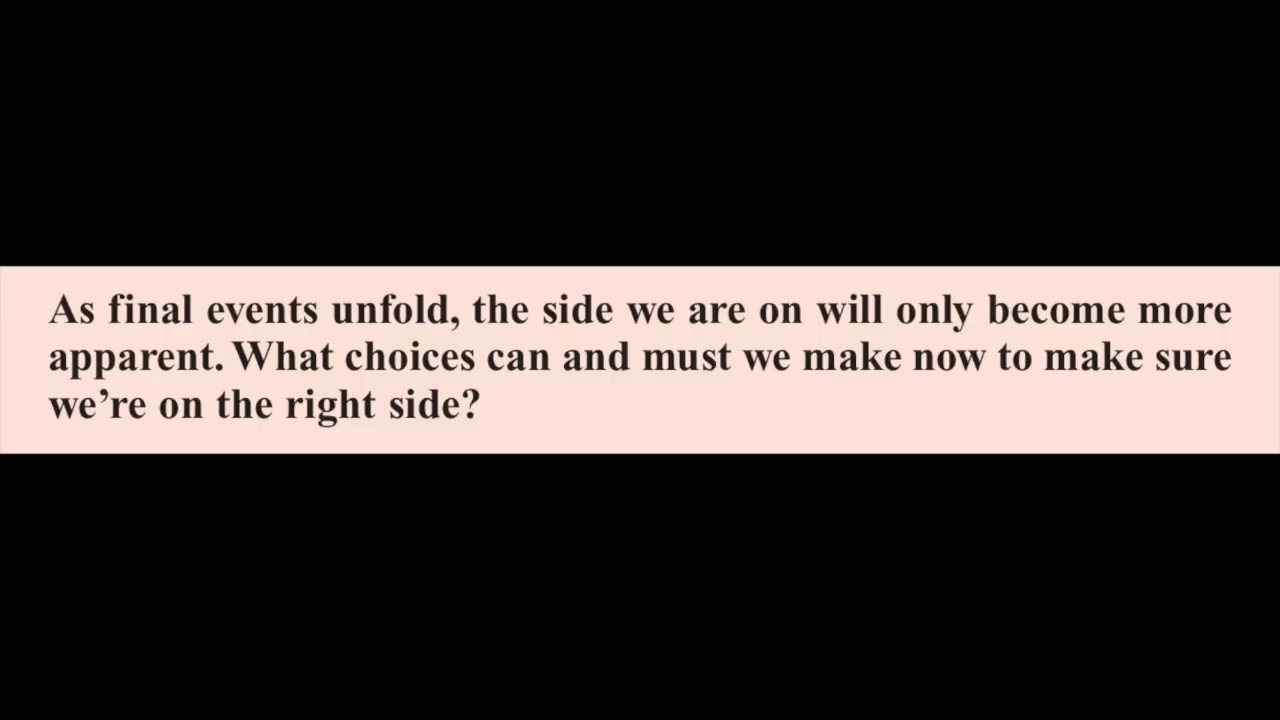 As final events unfold, the side we are on will only become more
apparent. What choices can and must we make now to make sure
we’re on the right side?